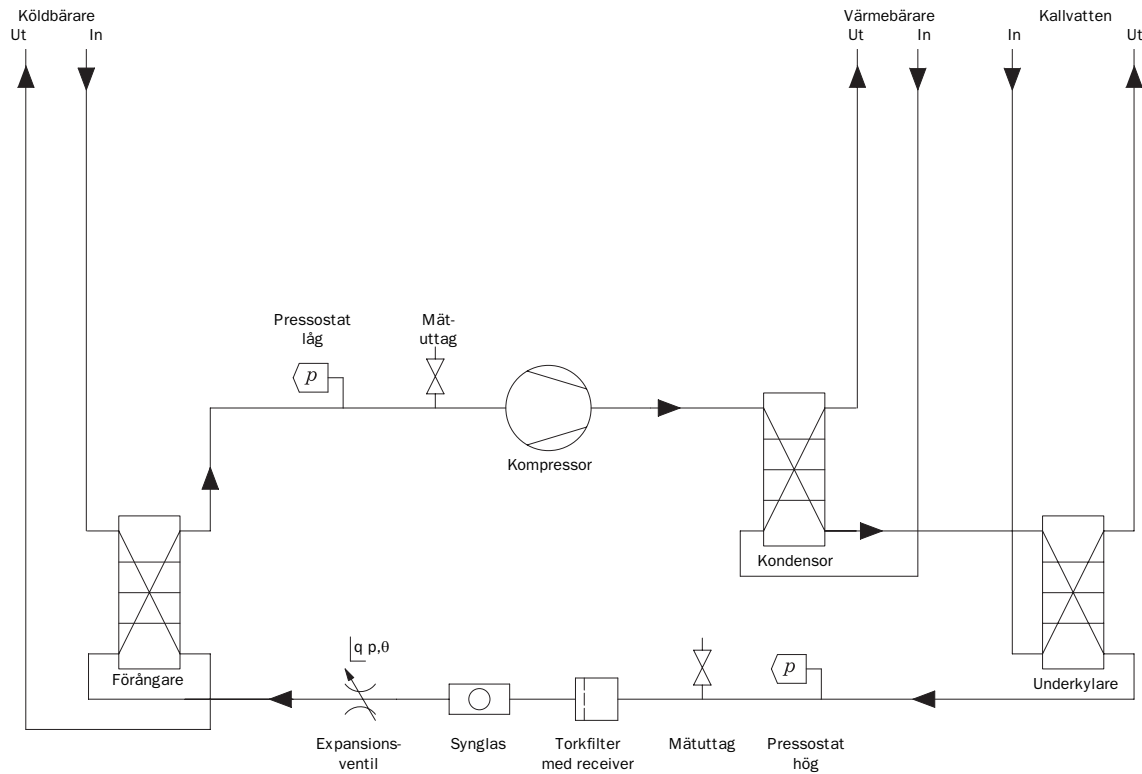 Köldbärare
Ut
In
Värmebärare
Ut
In
Kallvatten
In
Ut
Pressostat
låg
p
Mät-
uttag
Kompressor
Kondensor
Förångare
Underkylare
q p,θ
p
Expansions-
ventil
Synglas
Torkfilter
med receiver
Mätuttag
Pressostat
hög